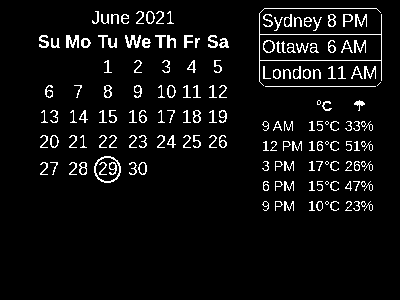 June 2021
Su Mo Tu We Th Fr Sa
1 2 3 4 5
6 7 8 9 10 11 12
13 14 15 16 17 18 19
20 21 22 23 24 25 26
27 28 29 30
Sydney 8 PM
Ottawa 6 AM
London 11 AM
°C
9 AM 15°C 33%
12 PM 16°C 51%
3 PM 17°C 26%
6 PM 15°C 47%
9 PM 10°C 23%